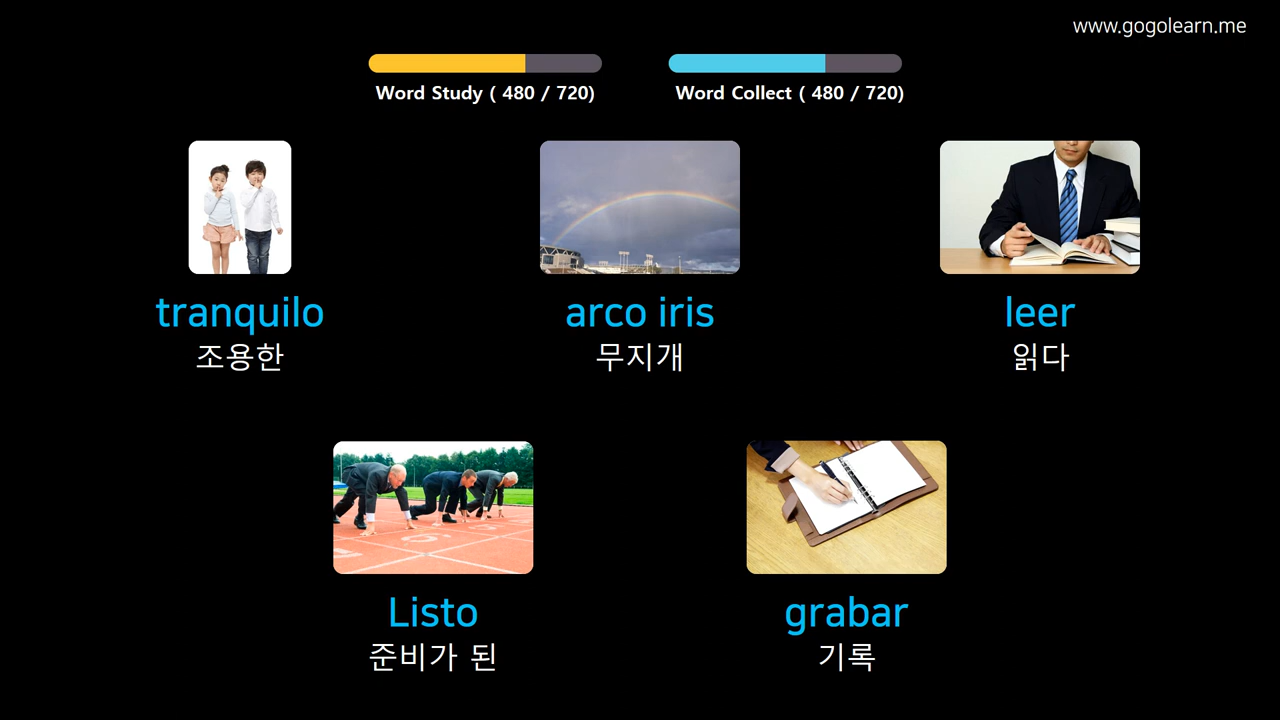 www.gogolearn.me
Word Study ( 480 / 720)
Word Collect ( 480 / 720)
tranquilo
조용한
arco iris
무지개
leer
읽다
Listo
준비가 된
grabar
기록